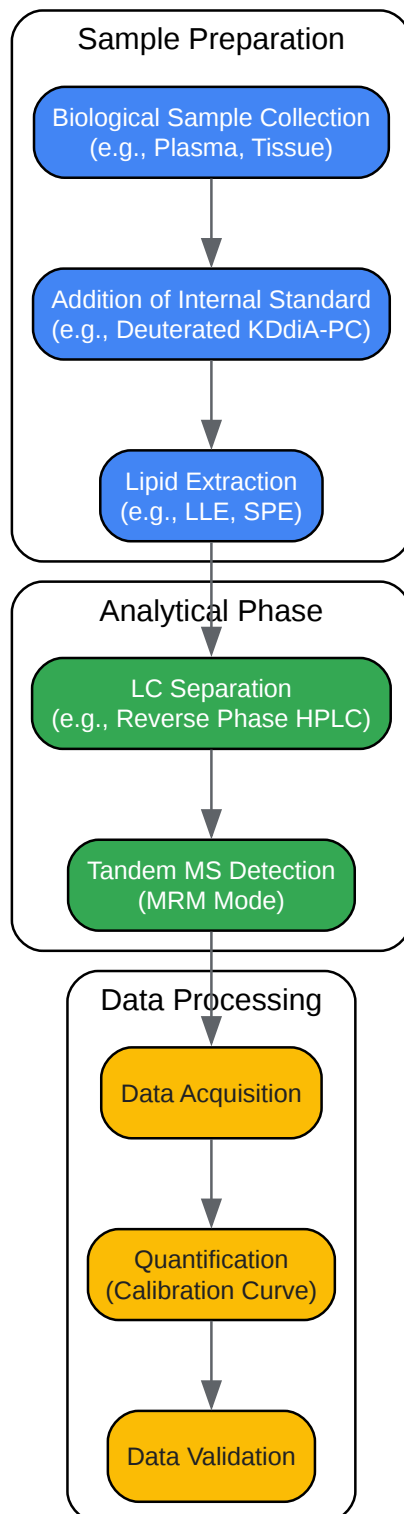 Sample Preparation
Biological Sample Collection
(e.g., Plasma, Tissue)
Addition of Internal Standard
(e.g., Deuterated KDdiA-PC)
Lipid Extraction
(e.g., LLE, SPE)
Analytical Phase
LC Separation
(e.g., Reverse Phase HPLC)
Tandem MS Detection
(MRM Mode)
Data Processing
Data Acquisition
Quantification
(Calibration Curve)
Data Validation